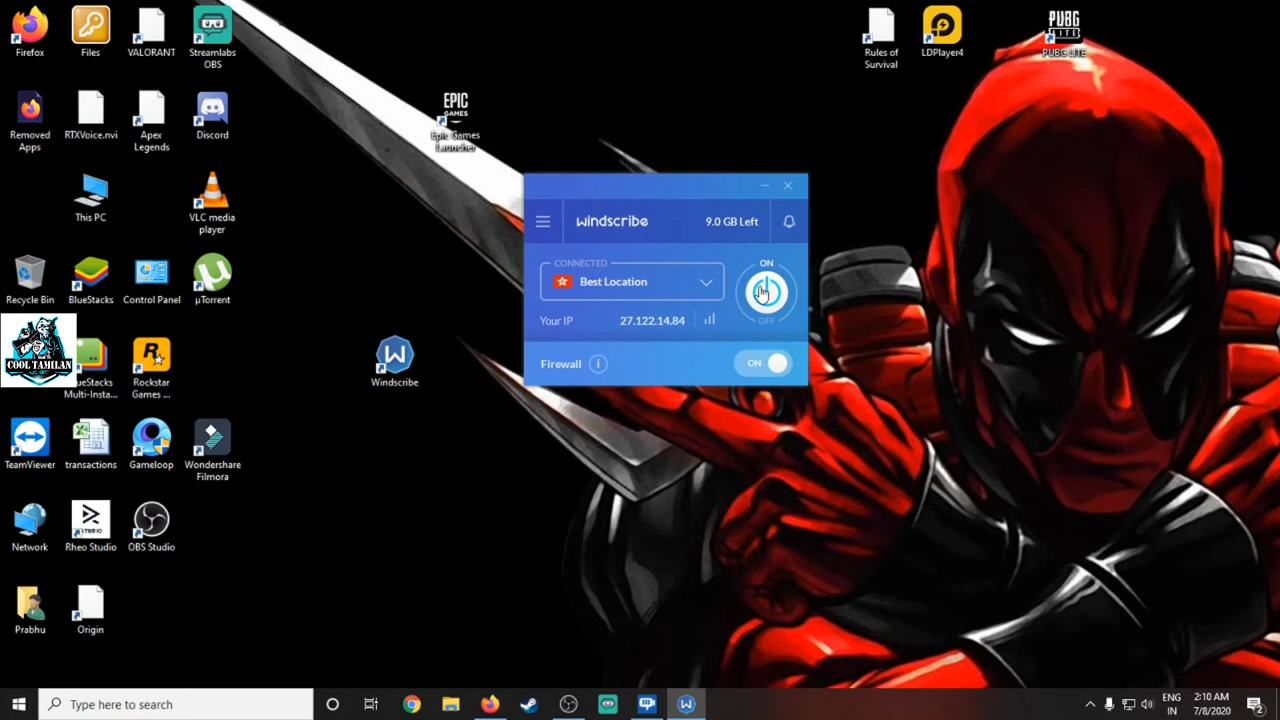 Firefox
Files
VALORANT
Streamlabs
OBS
Rules of
Survival
LDPlayer4
PUBG
LITE
PUBG LITE
Removed
Apps
RTXVoice.nvi
Apex
Legends
Discord
EPIC
GAMES
Epic Games
Launcher
This PC
VLC media
player
windscribe
9.0 GB Left
CONNECTED
Best Location
ON
OFF
Your IP
27.122.14.84
Firewall
i
ON
Recycle Bin
BlueStacks
Control Panel
µTorrent
COOL TAMILAN
BlueStacks
Multi-Insta...
Rockstar
Games ...
Windscribe
TeamViewer
transactions
Gameloop
Wondershare
Filmora
Network
STUDIO
Rheo Studio
OBS Studio
Prabhu
Origin
Type here to search
ENG
IN
2:10 AM
7/8/2020
2